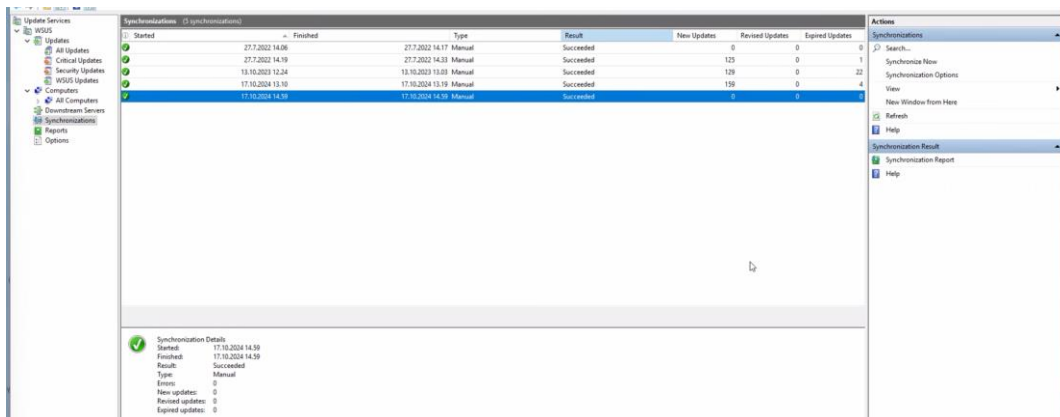 Update Services
WSUS
Updates
All Updates
Critical Updates
Security Updates
WSUS Updates
Computers
All Computers
Downstream Servers
Synchronizations
Reports
Options
Synchronizations (5 synchronizations)
Started Finished Type Result New Updates Revised Updates Expired Updates
27.7.2022 14.06 27.7.2022 14.17 Manual Succeeded 0 0 0
27.7.2022 14.19 27.7.2022 14.33 Manual Succeeded 125 0 1
13.10.2023 12.24 13.10.2023 13.03 Manual Succeeded 129 0 22
17.10.2024 13.10 17.10.2024 13.19 Manual Succeeded 159 0 4
17.10.2024 14.59 17.10.2024 14.59 Manual Succeeded 0 0 0
Synchronization Details
Started: 17.10.2024 14.59
Finished: 17.10.2024 14.59
Result: Succeeded
Type: Manual
Errors: 0
New updates: 0
Revised updates: 0
Expired updates: 0
Actions
Synchronizations
Search...
Synchronize Now
Synchronization Options
View
New Window from Here
Refresh
Help
Synchronization Result
Synchronization Report
Help